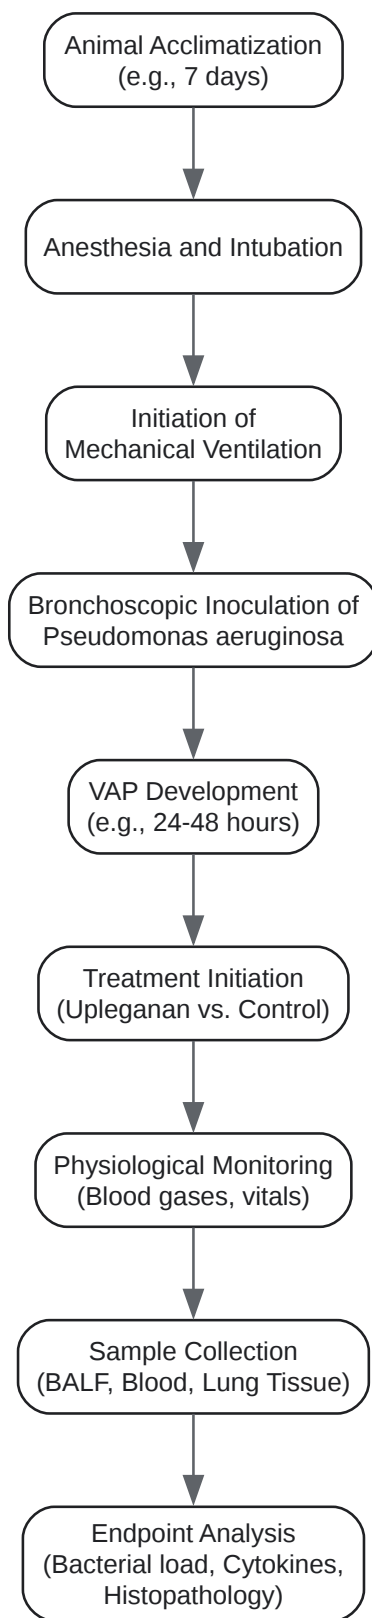 Animal Acclimatization
(e.g., 7 days)
Anesthesia and Intubation
Initiation of
Mechanical Ventilation
Bronchoscopic Inoculation of
Pseudomonas aeruginosa
VAP Development
(e.g., 24-48 hours)
Treatment Initiation
(Upleganan vs. Control)
Physiological Monitoring
(Blood gases, vitals)
Sample Collection
(BALF, Blood, Lung Tissue)
Endpoint Analysis
(Bacterial load, Cytokines,
Histopathology)